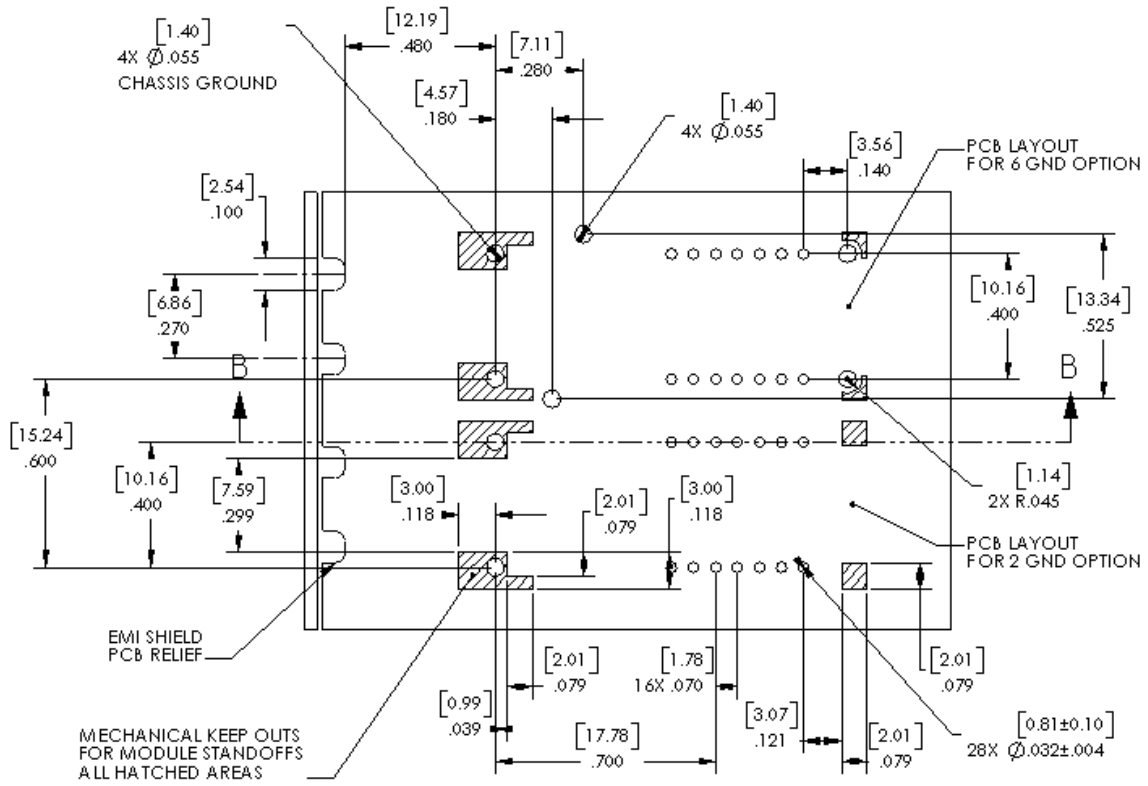 [12.19]
.480
[1.40]
4X Ø.055
CHASSIS GROUND
[7.11]
.280
[4.57]
.180
[1.40]
4X Ø.055
[3.56]
.140
PCB LAYOUT
FOR 6 GND OPTION
[2.54]
.100
[6.86]
.270
[10.16]
.400
[13.34]
.525
B
B
[15.24]
.600
[10.16]
.400
[7.59]
.299
[3.00]
.118
[2.01]
.079
[3.00]
.118
[1.14]
2X R.045
PCB LAYOUT
FOR 2 GND OPTION
EMI SHIELD
PCB RELIEF
[2.01]
.079
[1.78]
16X .070
[2.01]
.079
[0.99]
.039
[3.07]
.121
MECHANICAL KEEP OUTS
FOR MODULE STANDOFFS
ALL HATCHED AREAS
[17.78]
.700
[2.01]
.079
[0.81±0.10]
28X Ø.032±.004